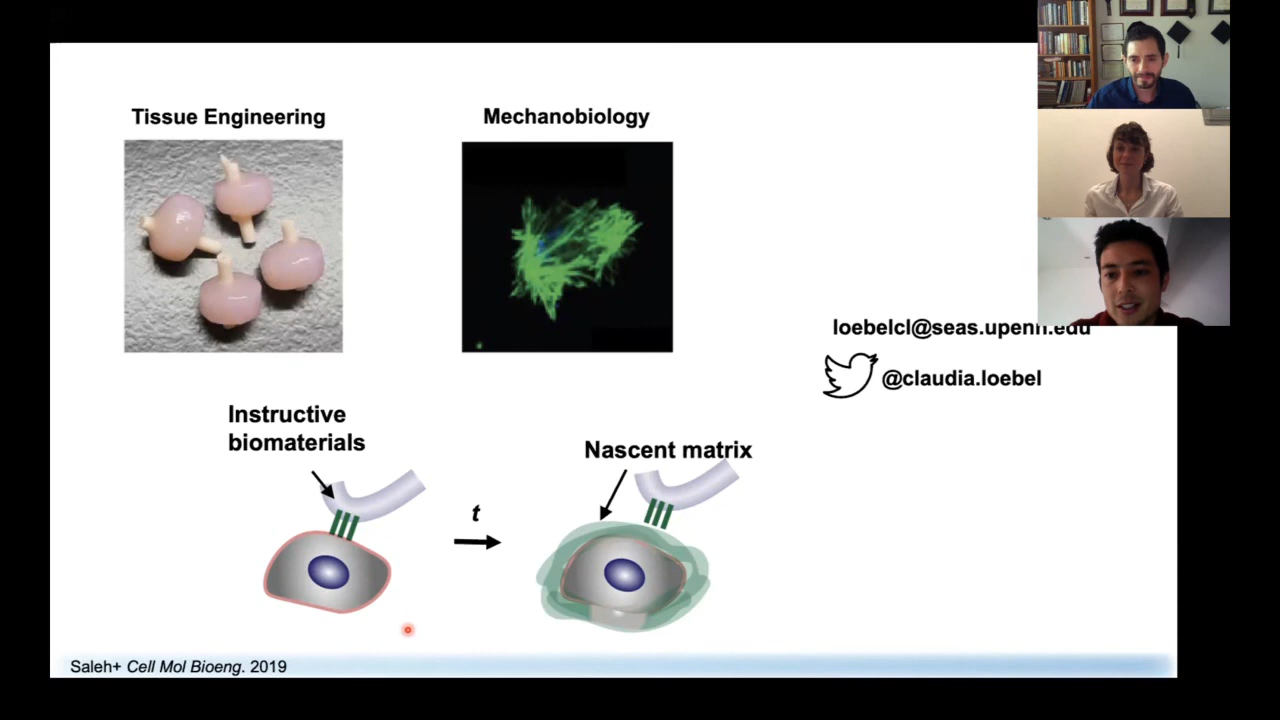 Tissue Engineering
Mechanobiology
loebelcl@seas.upenn.edu
@claudia.loebel
Instructive
biomaterials
Nascent matrix
t
Saleh+ Cell Mol Bioeng. 2019